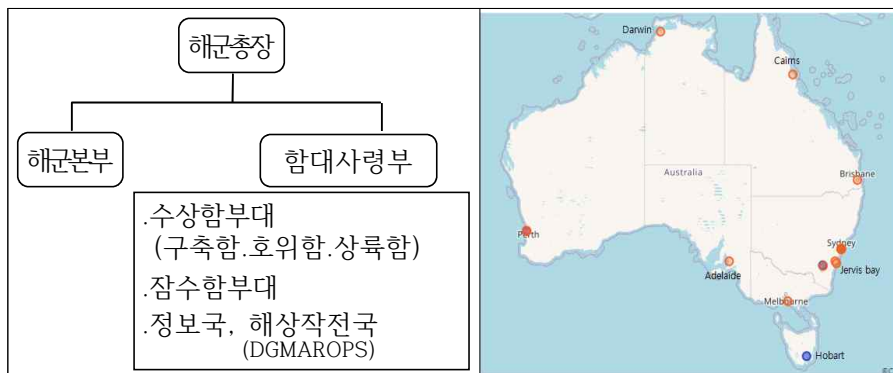 해군총장
해군본부
함대사령부
.수상함부대
(구축함.호위함.상륙함)
.잠수함부대
.정보국, 해상작전국
(DGMAROPS)
Darwin
Cairns
Australia
Brisbane
Perth
Sydney
Adelaide
Jervis bay
Melbourne
Hobart